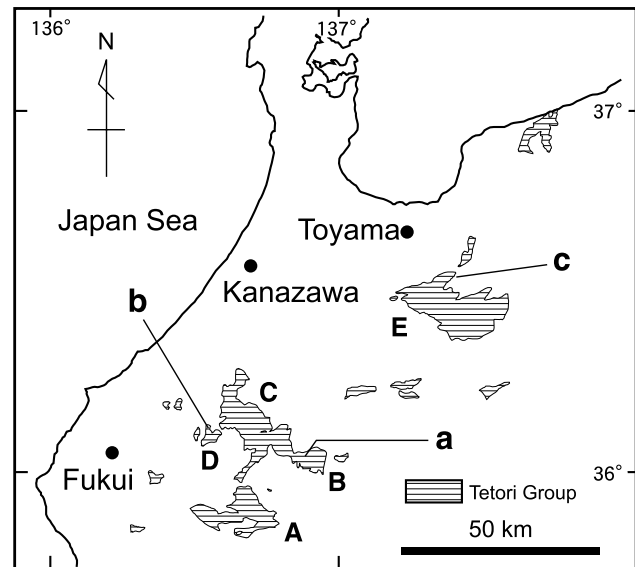 136°
137°
N
37°
Japan Sea
Toyama
c
Kanazawa
b
E
C
a
D
Fukui
B
36°
Tetori Group
A
50 km